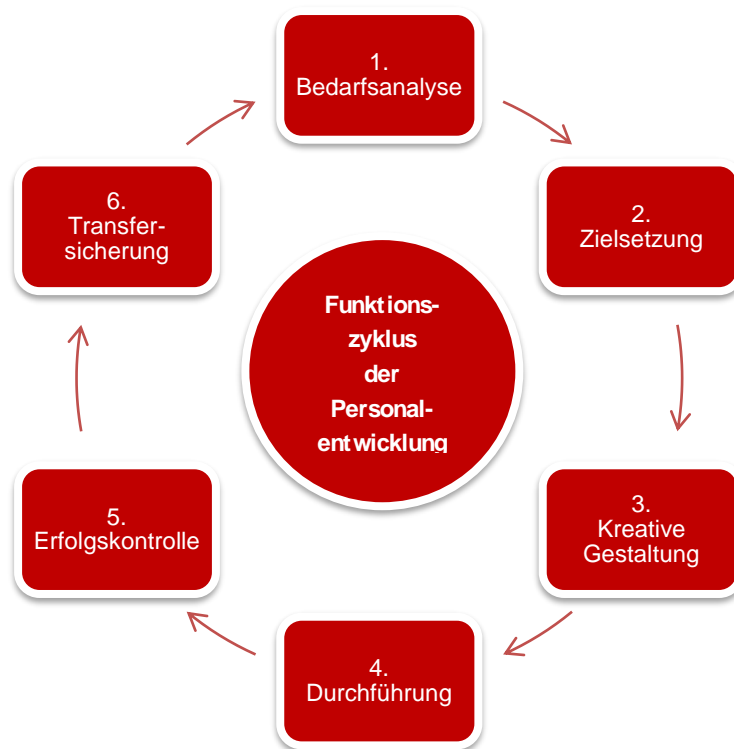 1.
Bedarfsanalyse
2.
Zielsetzung
3.
Kreative
Gestaltung
4.
Durchführung
5.
Erfolgskontrolle
6.
Transfer-
sicherung
Funktions-
zyklus
der
Personal-
entwicklung